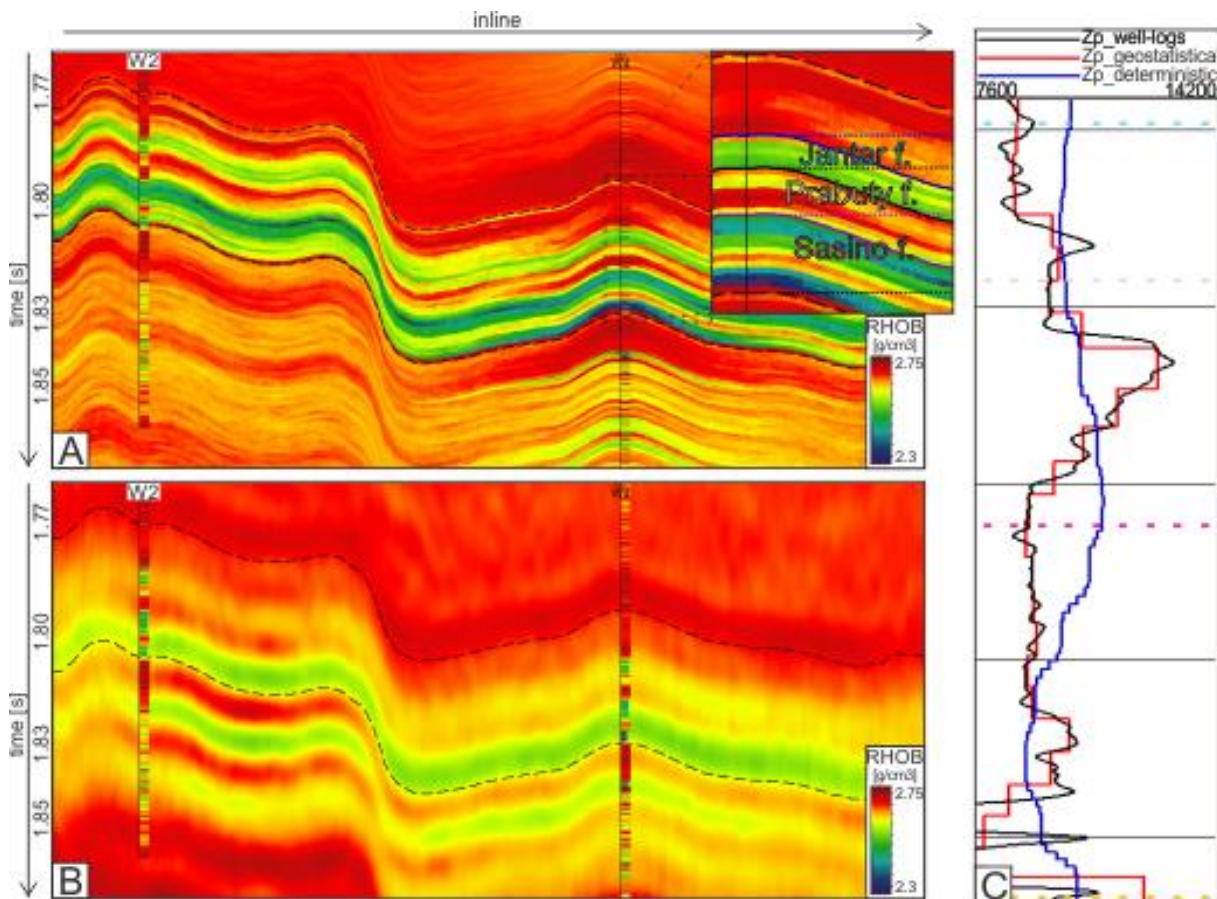 inline
W2
1.77
1.80
1.83
1.85
time [s]
Jantar f.
Prabuty f.
Sasino f.
RHOB
[g/cm3]
2.75
2.3
A
W2
1.77
1.80
1.83
1.85
time [s]
RHOB
[g/cm3]
2.75
2.3
B
Zp_well-logs
Zp_geostatistical
Zp_deterministic
7600 14200
C